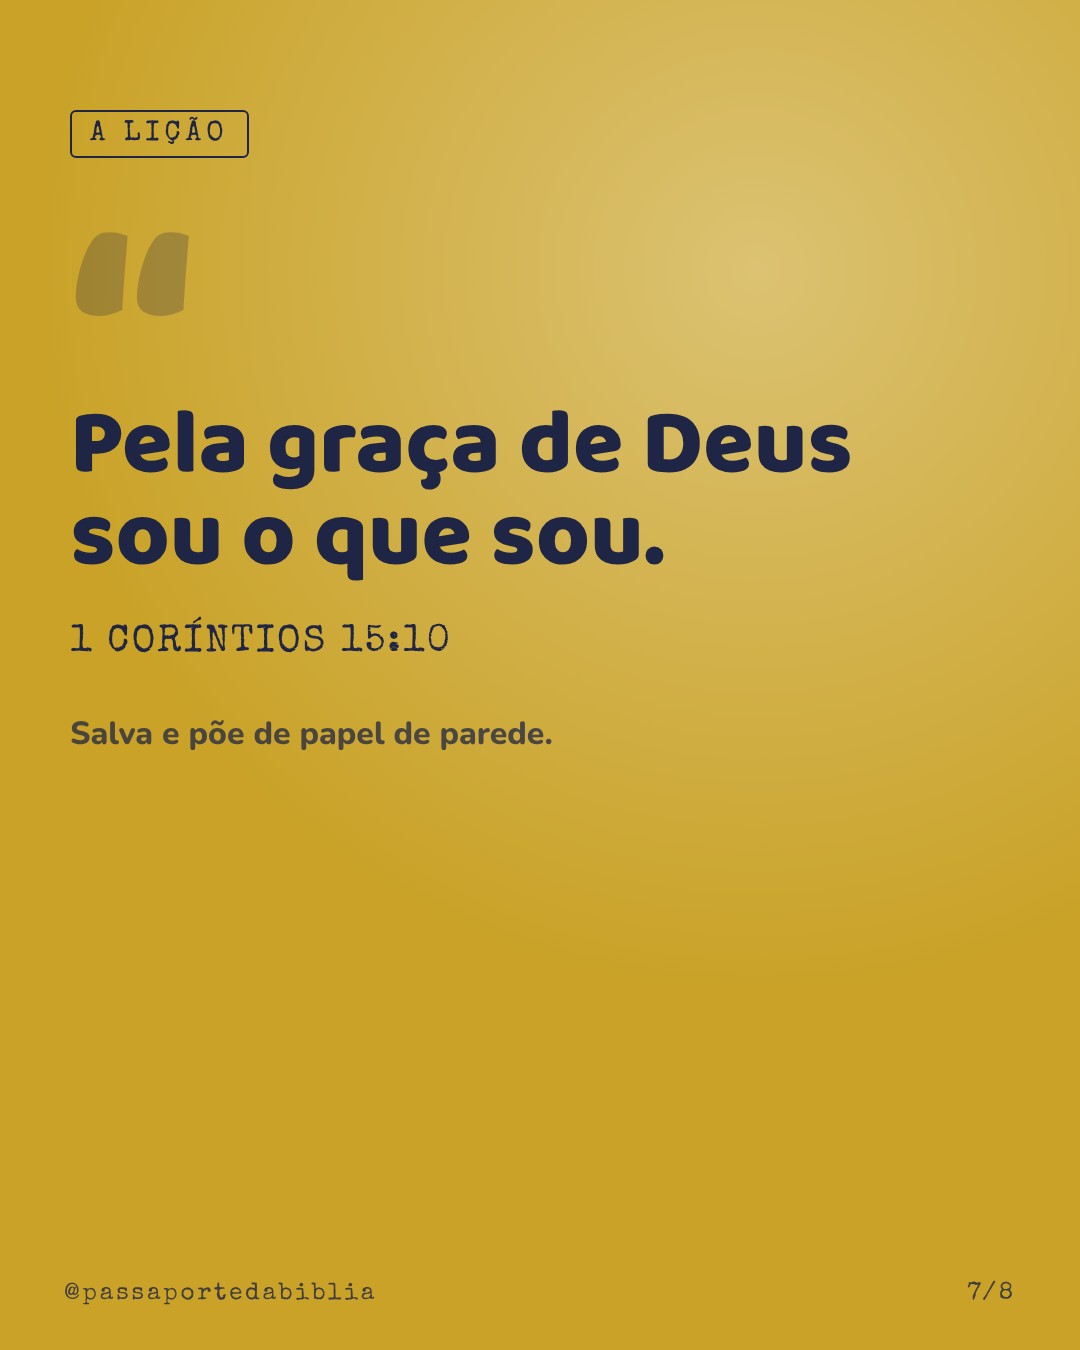 A LIÇÃO
“
Pela graça de Deus
sou o que sou.
1 CORÍNTIOS 15:10
Salva e põe de papel de parede.
@passaportedabiblia
7/8